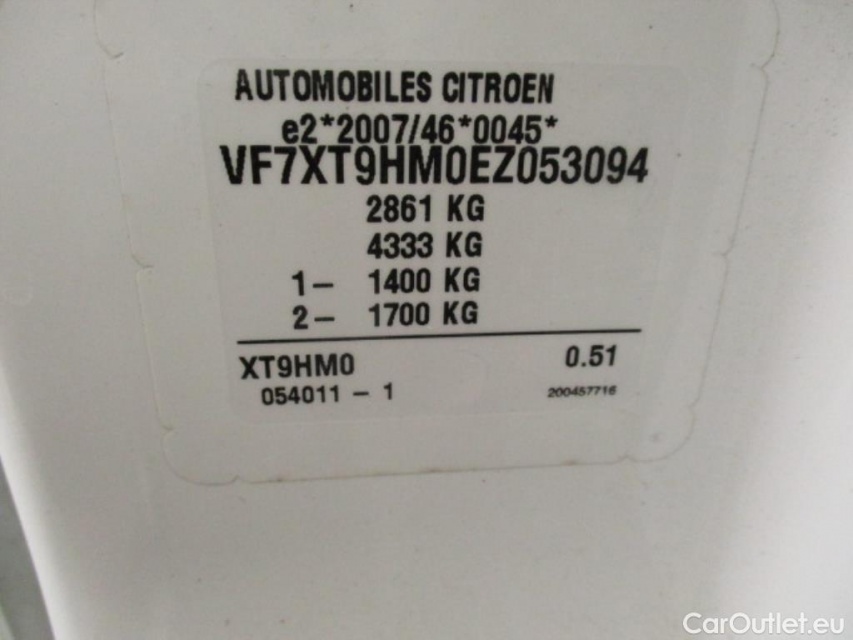 AUTOMOBILES CITROEN
e2*2007/46*0045*
VF7XT9HM0EZ053094
2861 KG
4333 KG
1- 1400 KG
2- 1700 KG
XT9HM0 0.51
054011 - 1 200457716
CarOutlet.eu